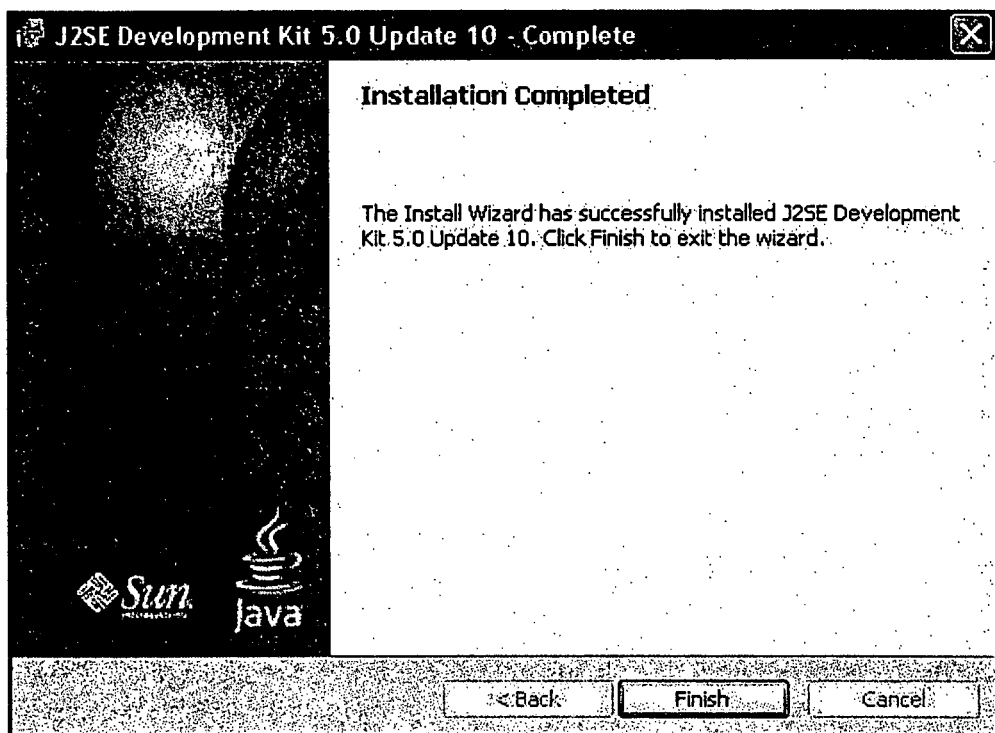 J2SE Development Kit 5.0 Update 10 - Complete
Installation Completed
The Install Wizard has successfully installed J2SE Development
Kit 5.0 Update 10. Click Finish to exit the wizard.
Sun
Java
< Back
Finish
Cancel